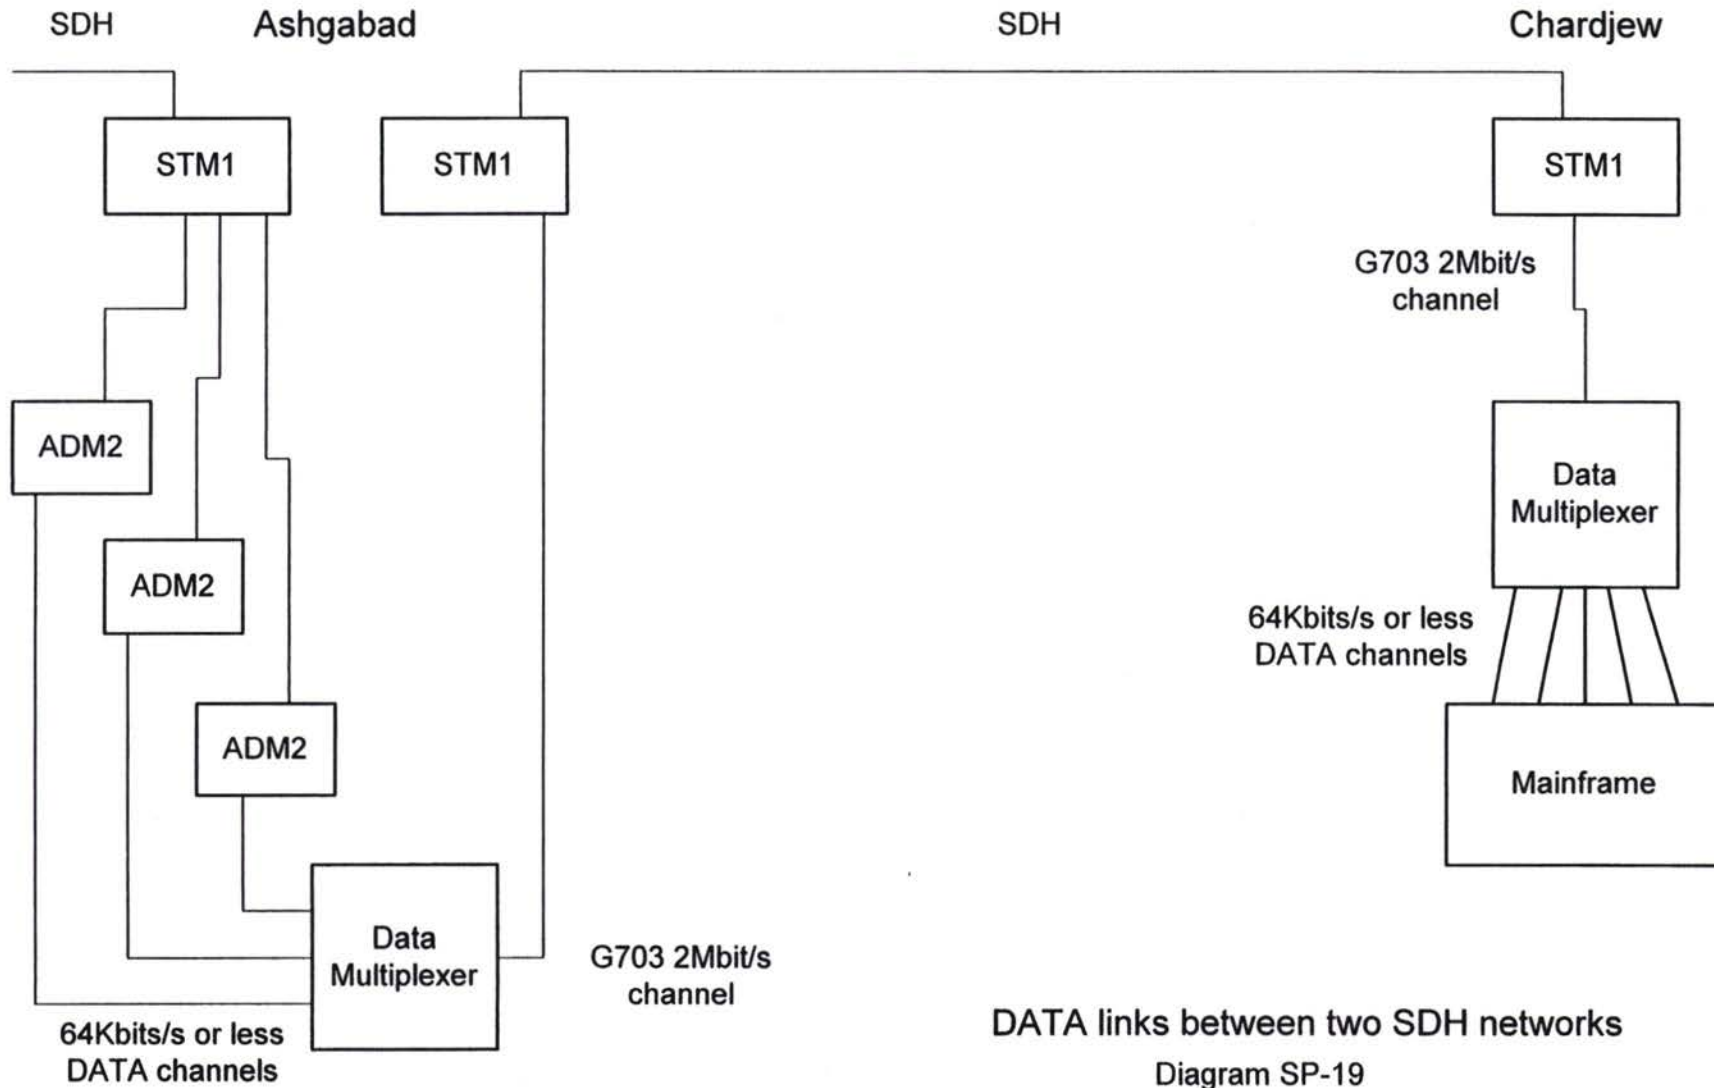 SDH
Ashgabad
SDH
Chardjew
STM1
STM1
STM1
G703 2Mbit/s
channel
ADM2
Data
Multiplexer
ADM2
64Kbits/s or less
DATA channels
ADM2
Mainframe
Data
Multiplexer
G703 2Mbit/s
channel
64Kbits/s or less
DATA channels
DATA links between two SDH networks
Diagram SP-19